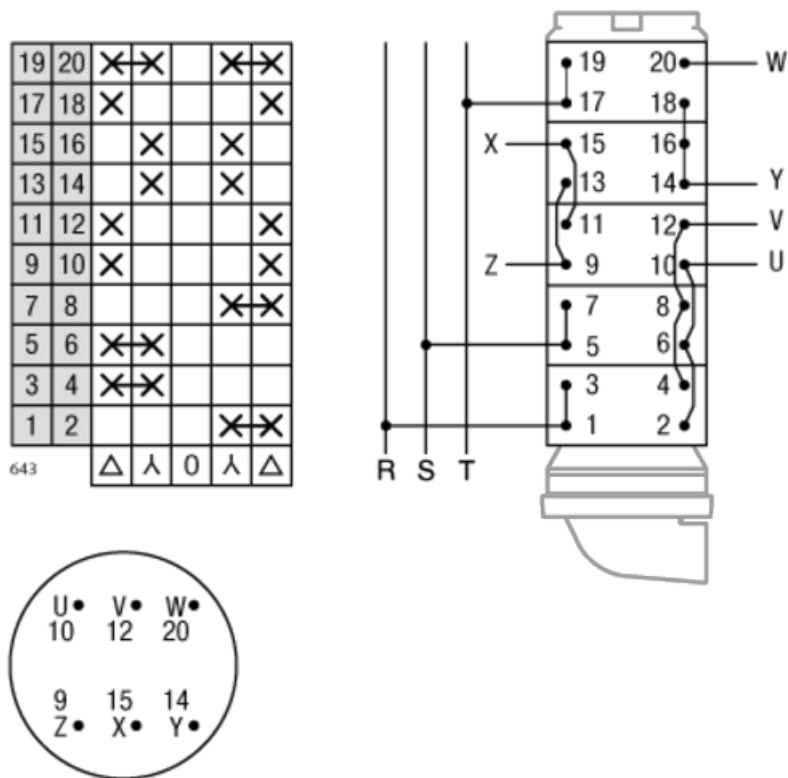 19 20
17 18
15 16
13 14
11 12
9 10
7 8
5 6
3 4
1 2
643
0
R S T
19 20 W
17 18
X 15 16
13 14 Y
11 12 V
Z 9 10 U
7 8
5 6
3 4
1 2
U V W
10 12 20
9 15 14
Z X Y